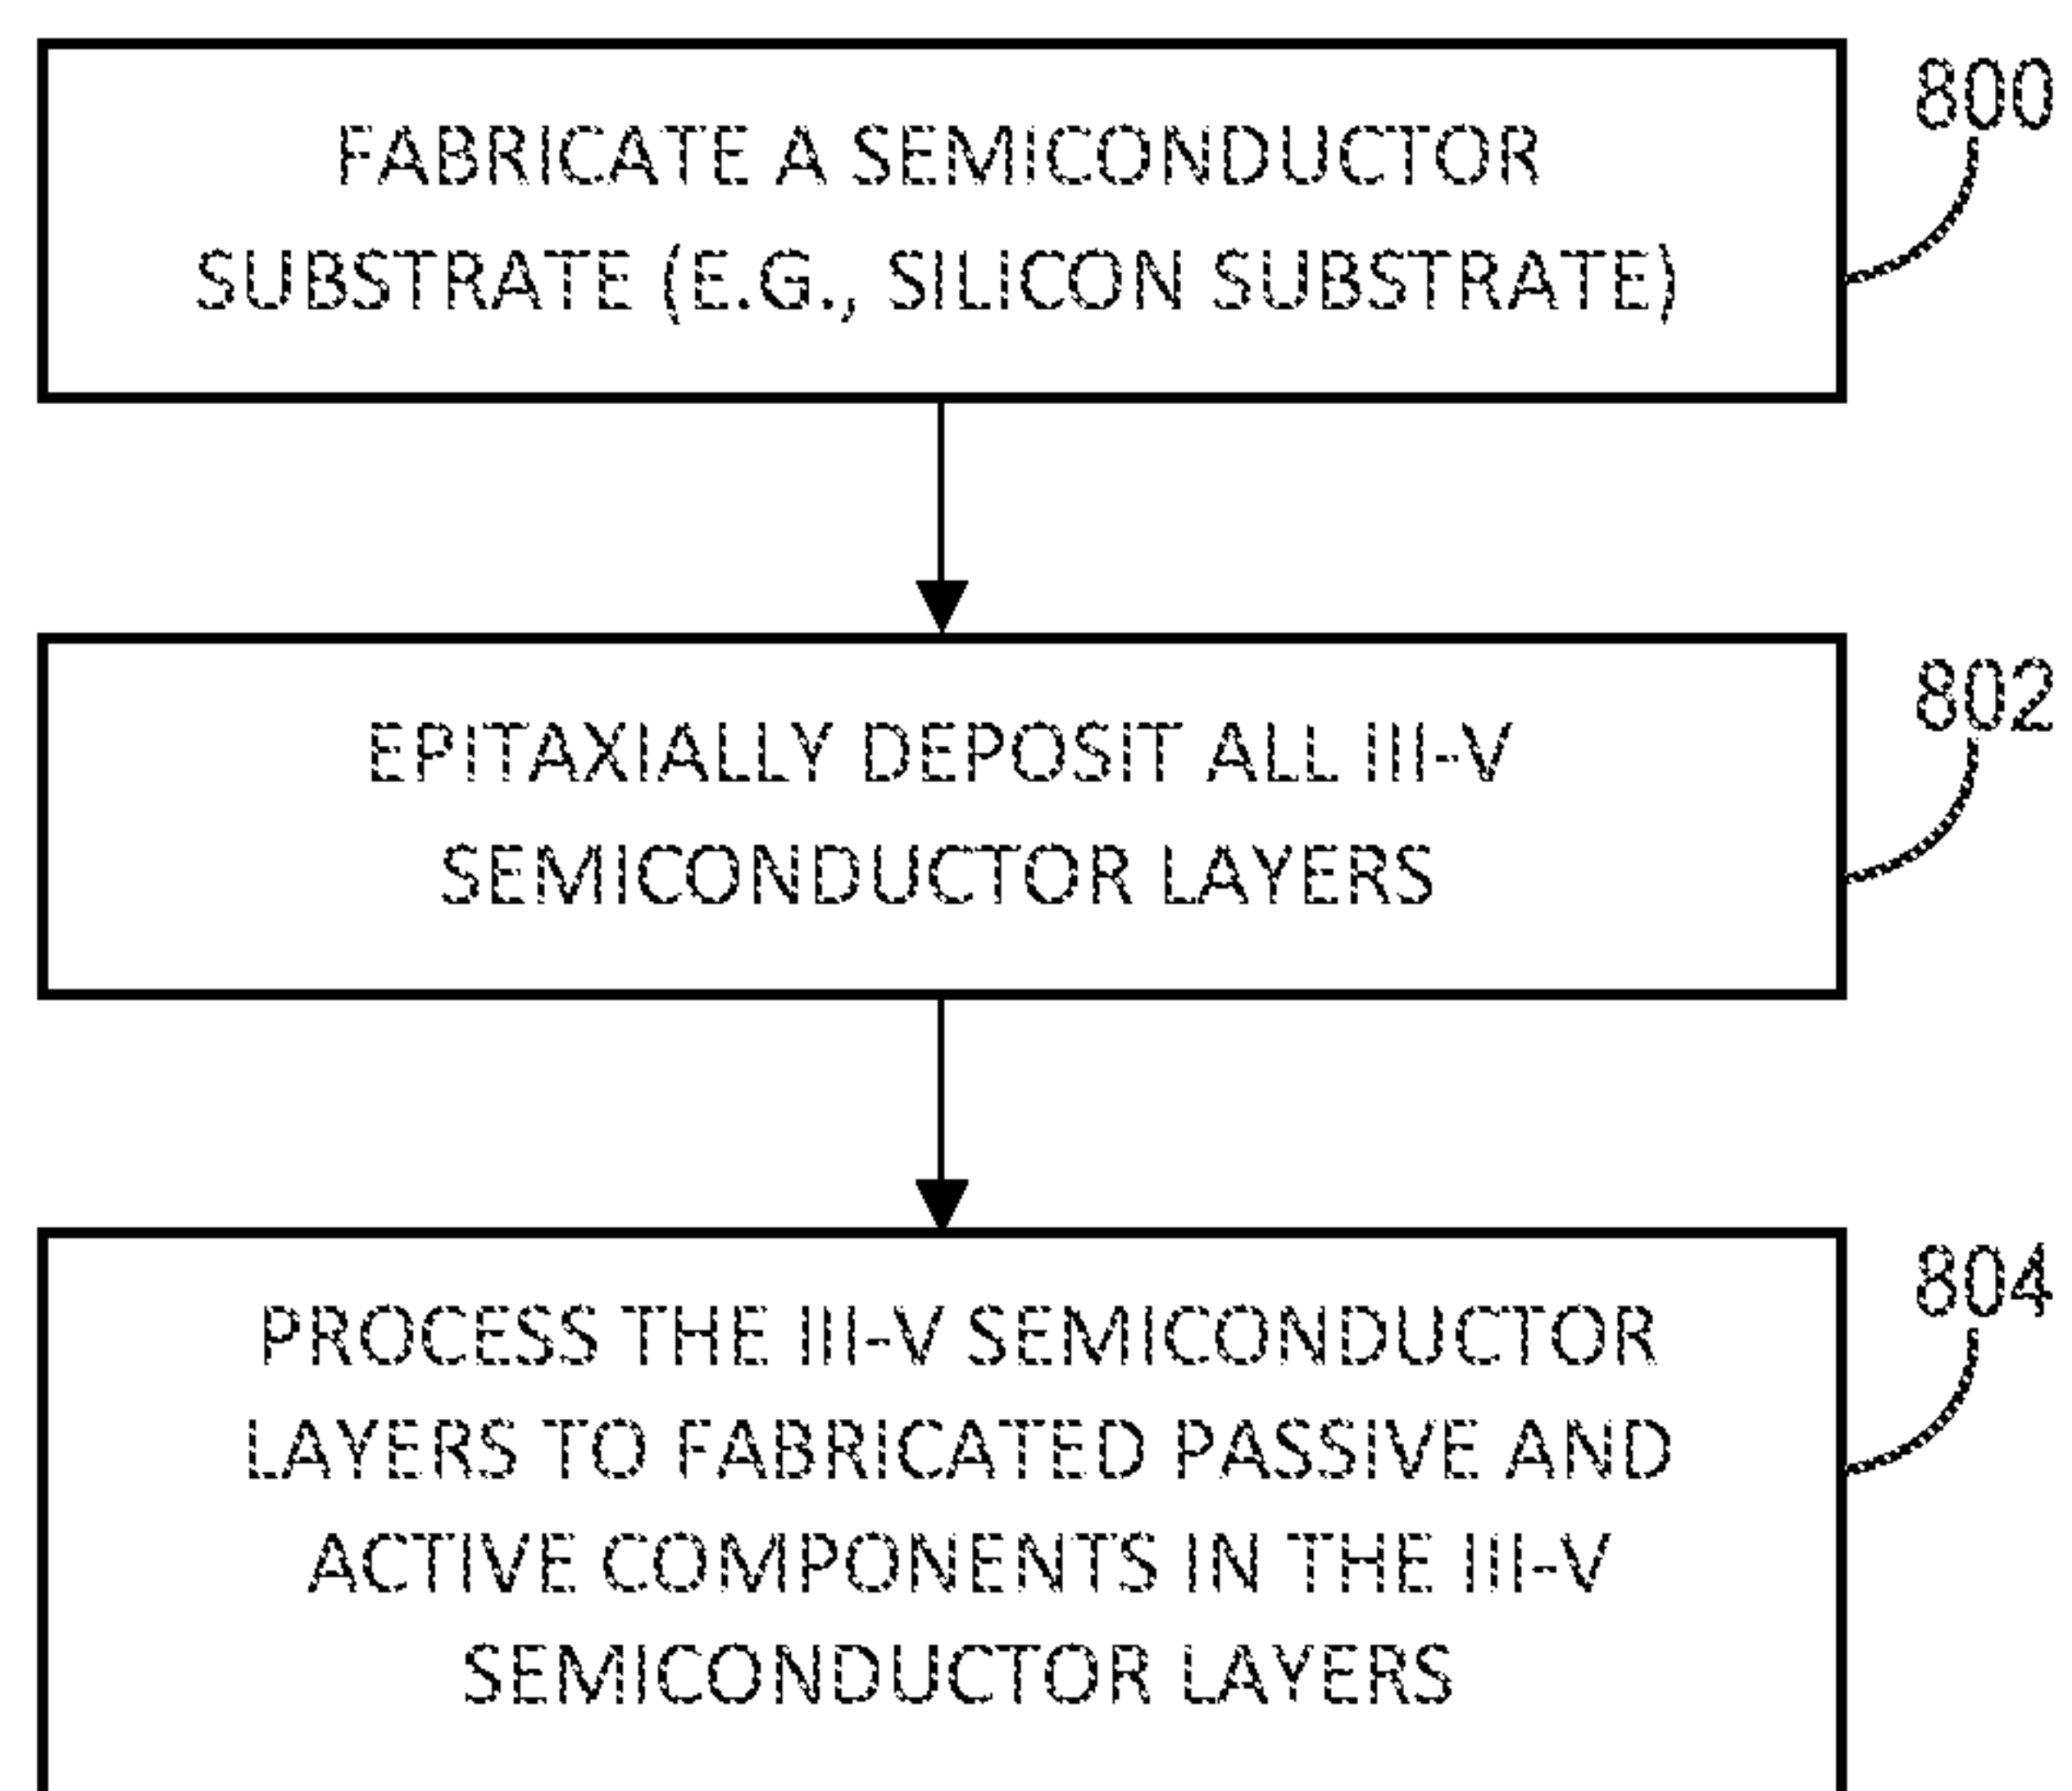 800
FABRICATE A SEMICONDUCTOR
SUBSTRATE (E.G., SILICON SUBSTRATE)
802
EPITAXIALLY DEPOSIT ALL III-V
SEMICONDUCTOR LAYERS
804
PROCESS THE III-V SEMICONDUCTOR
LAYERS TO FABRICATED PASSIVE AND
ACTIVE COMPONENTS IN THE III-V
SEMICONDUCTOR LAYERS